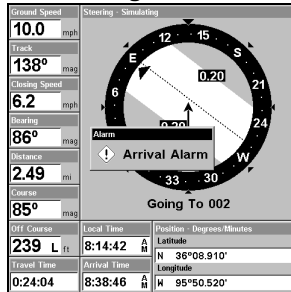 Ground Speed
10.0 mph
Track
138° mag
Closing Speed
6.2 mph
Bearing
86° mag
Distance
2.49 mi
Course
85° mag
Off Course
239 L ft
Travel Time
0:24:04
Steering - Simulating
12 15
E S
6 21
24
W
33 30
0.20
0.20
Alarm
! Arrival Alarm
Going To 002
Local Time
8:14:42 AM
Arrival Time
8:38:46 AM
Position - Degrees/Minutes
Latitude
N 36°08.910'
Longitude
W 95°50.520'